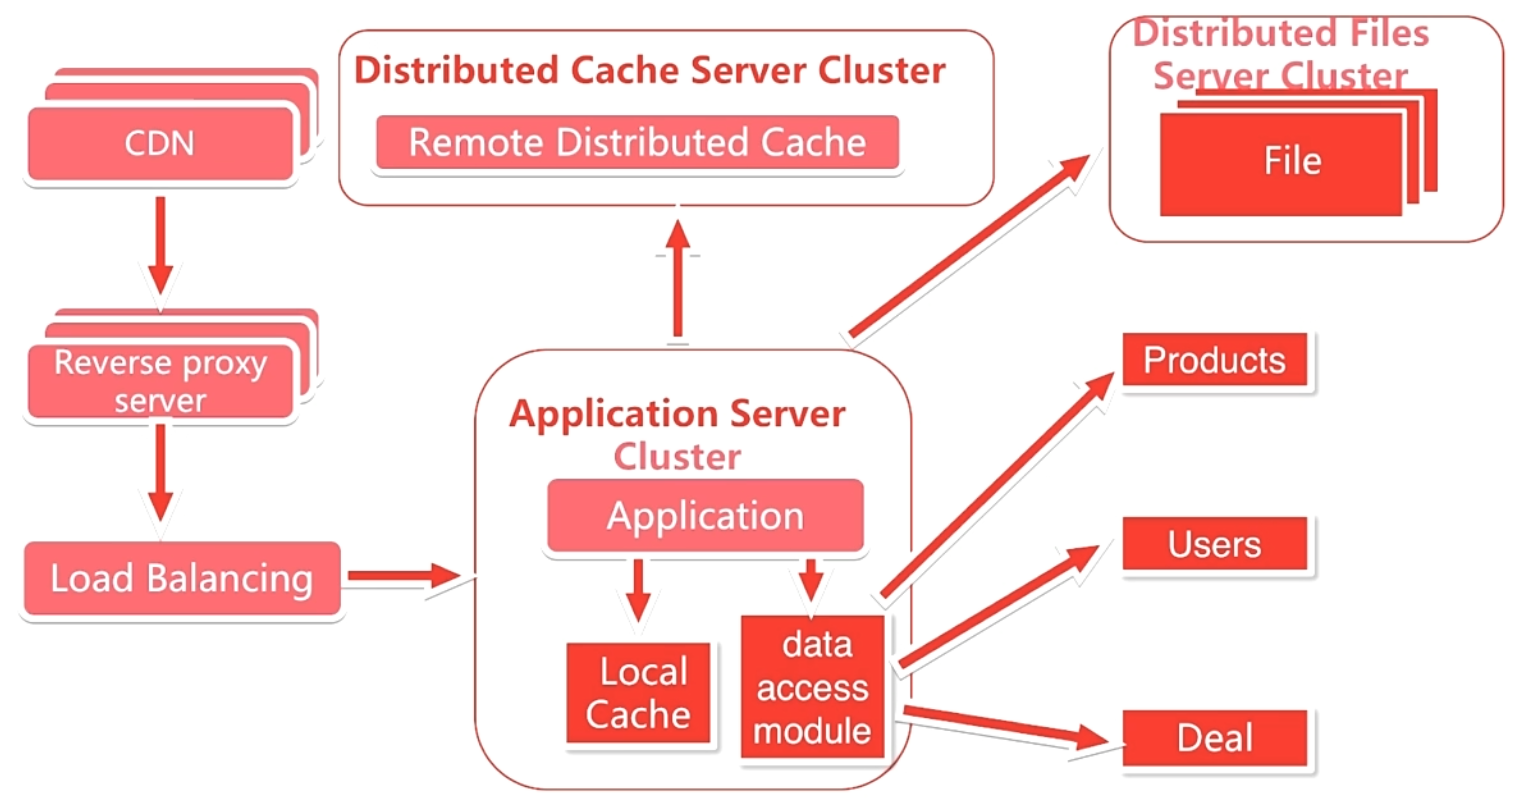 CDN
Distributed Cache Server Cluster
Remote Distributed Cache
Distributed Files
Server Cluster
File
Reverse proxy
server
Load Balancing
Application Server
Cluster
Application
Local
Cache
data
access
module
Products
Users
Deal